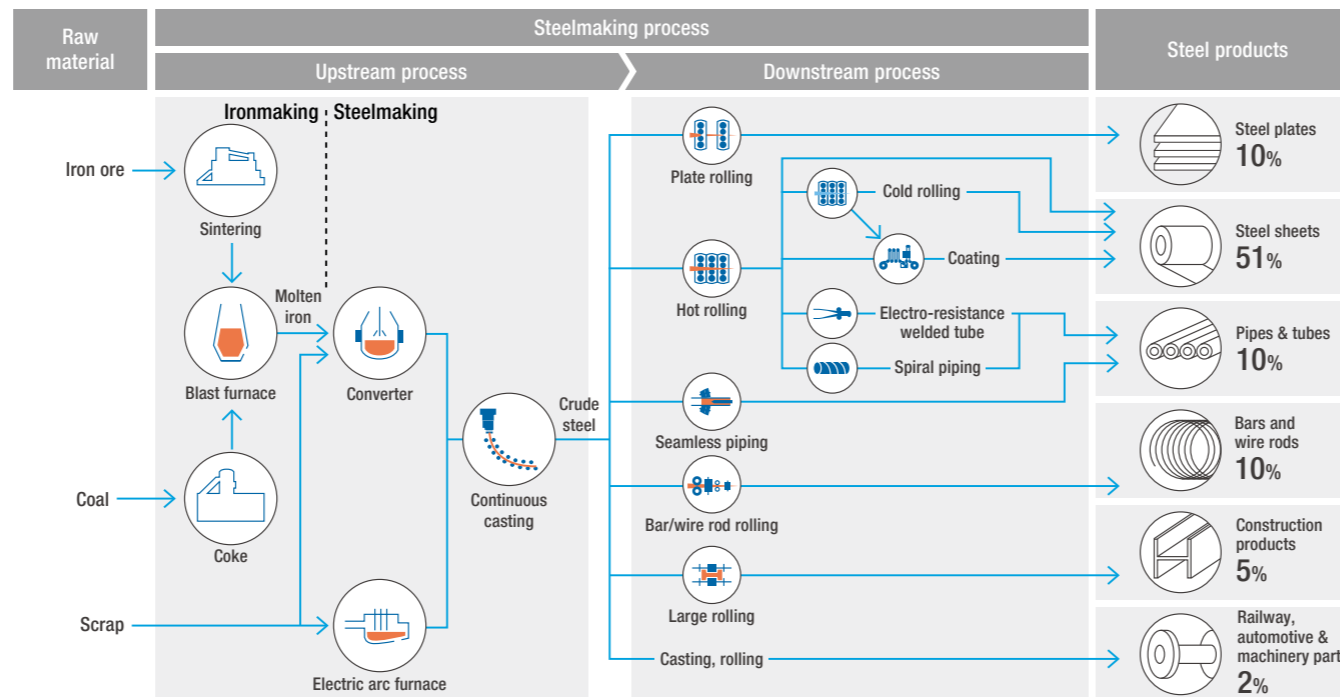 Raw
material
Steelmaking process
Upstream process
Downstream process
Steel products
Ironmaking
Steelmaking
Iron ore
Sintering
Molten
iron
Blast furnace
Converter
Coal
Coke
Scrap
Electric arc furnace
Continuous
casting
Crude
steel
Plate rolling
Hot rolling
Cold rolling
Coating
Electro-resistance
welded tube
Spiral piping
Seamless piping
Bar/wire rod rolling
Large rolling
Casting, rolling
Steel plates
10%
Steel sheets
51%
Pipes & tubes
10%
Bars and
wire rods
10%
Construction
products
5%
Railway,
automotive &
machinery part
2%